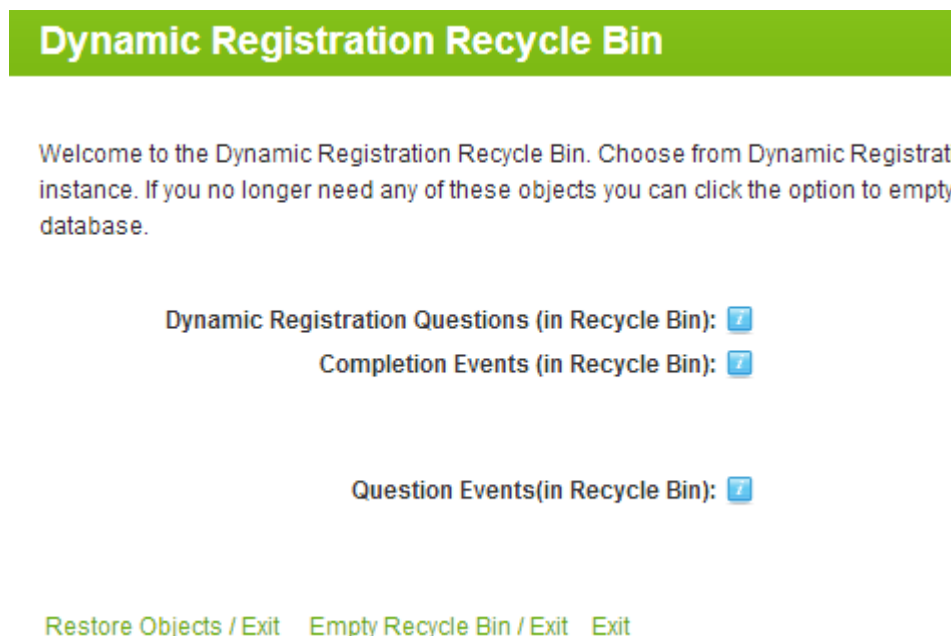 Dynamic Registration Recycle Bin
Welcome to the Dynamic Registration Recycle Bin. Choose from Dynamic Registrat
instance. If you no longer need any of these objects you can click the option to empty
database.
Dynamic Registration Questions (in Recycle Bin):
Completion Events (in Recycle Bin):
Question Events(in Recycle Bin):
Restore Objects / Exit Empty Recycle Bin / Exit Exit